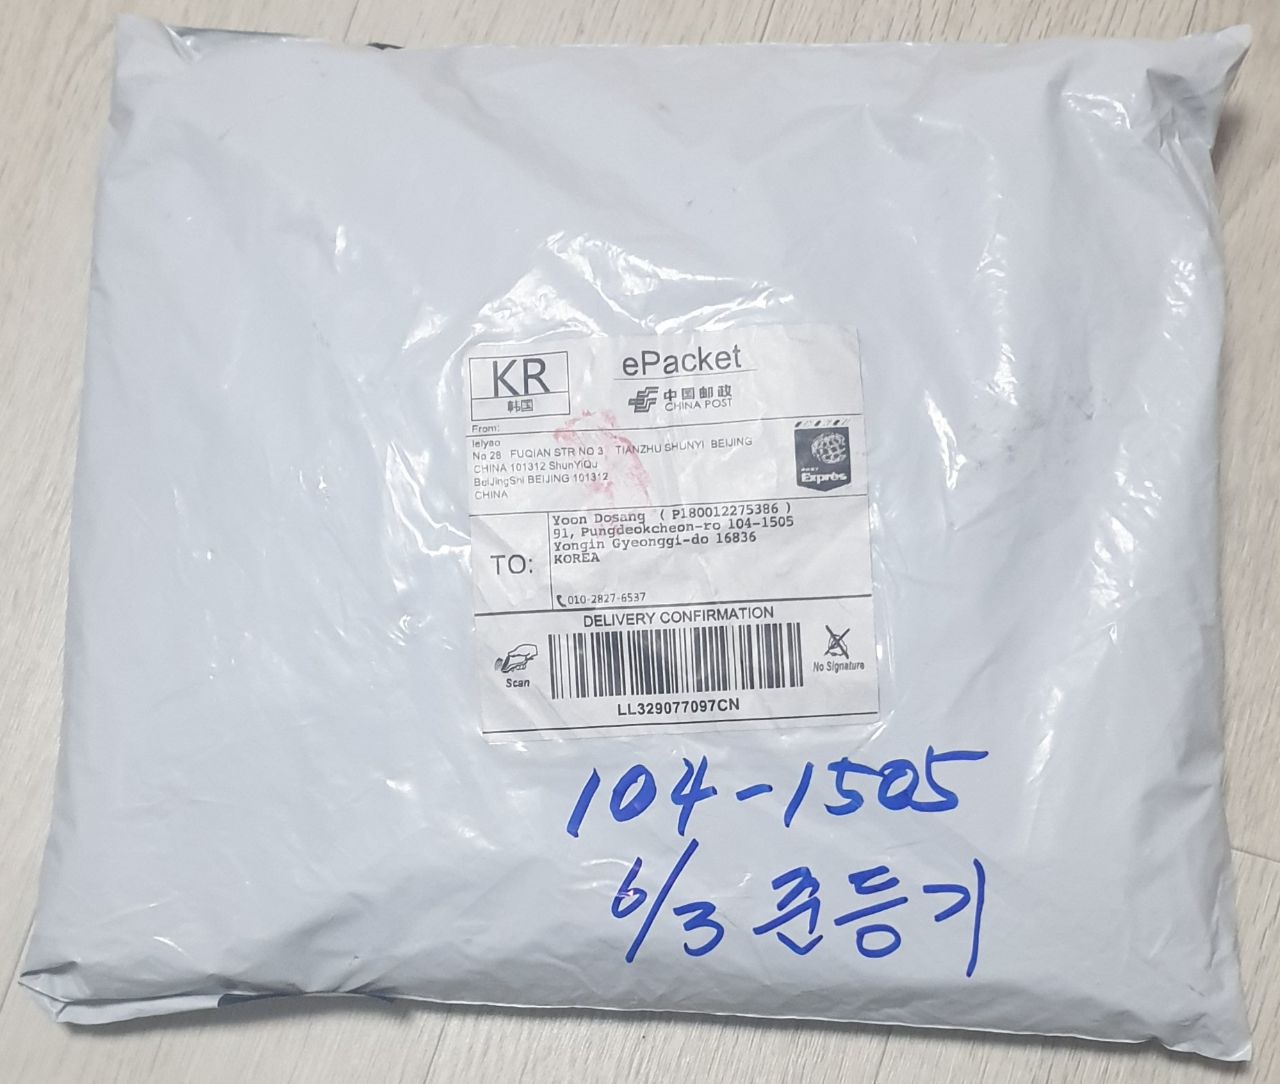 KR
韩国
ePacket
中国邮政
CHINA POST
From:
lelyao
No 28 FUQIAN STR NO 3 TIANZHU SHUNYI BEIJING
CHINA 101312 ShunYiQu
BeiJingShi BEIJING 101312
CHINA
Exprès
TO:
Yoon Dosang ( P180012275386 )
91, Pungdeokcheon-ro 104-1505
Yongin Gyeonggi-do 16836
KOREA
010-2827-6537
DELIVERY CONFIRMATION
Scan
No Signature
LL329077097CN
104-1505
6/3 준등기